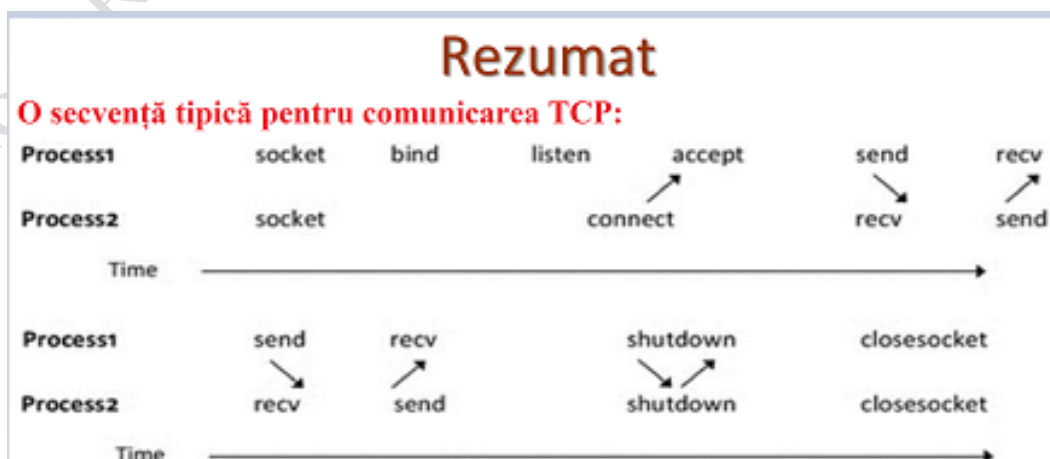 Rezumat
O secvență tipică pentru comunicarea TCP:
Process1 socket bind listen accept send recv
Process2 socket connect recv send
Time
Process1 send recv shutdown closesocket
Process2 recv send shutdown closesocket
Time